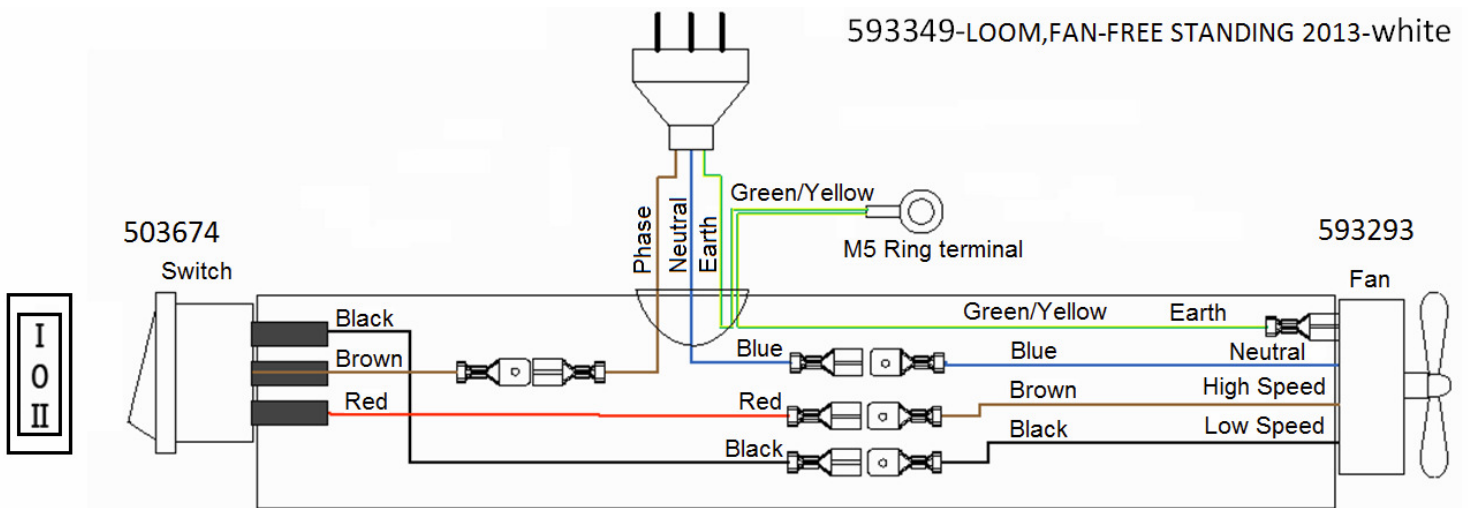 593349-LOOM,FAN-FREE STANDING 2013-white
Green/Yellow
Phase
Neutral
Earth
M5 Ring terminal
503674
Switch
593293
Fan
I
O
II
Black
Brown
Red
Green/Yellow Earth
Blue Blue Neutral
Red Brown High Speed
Black Black Low Speed